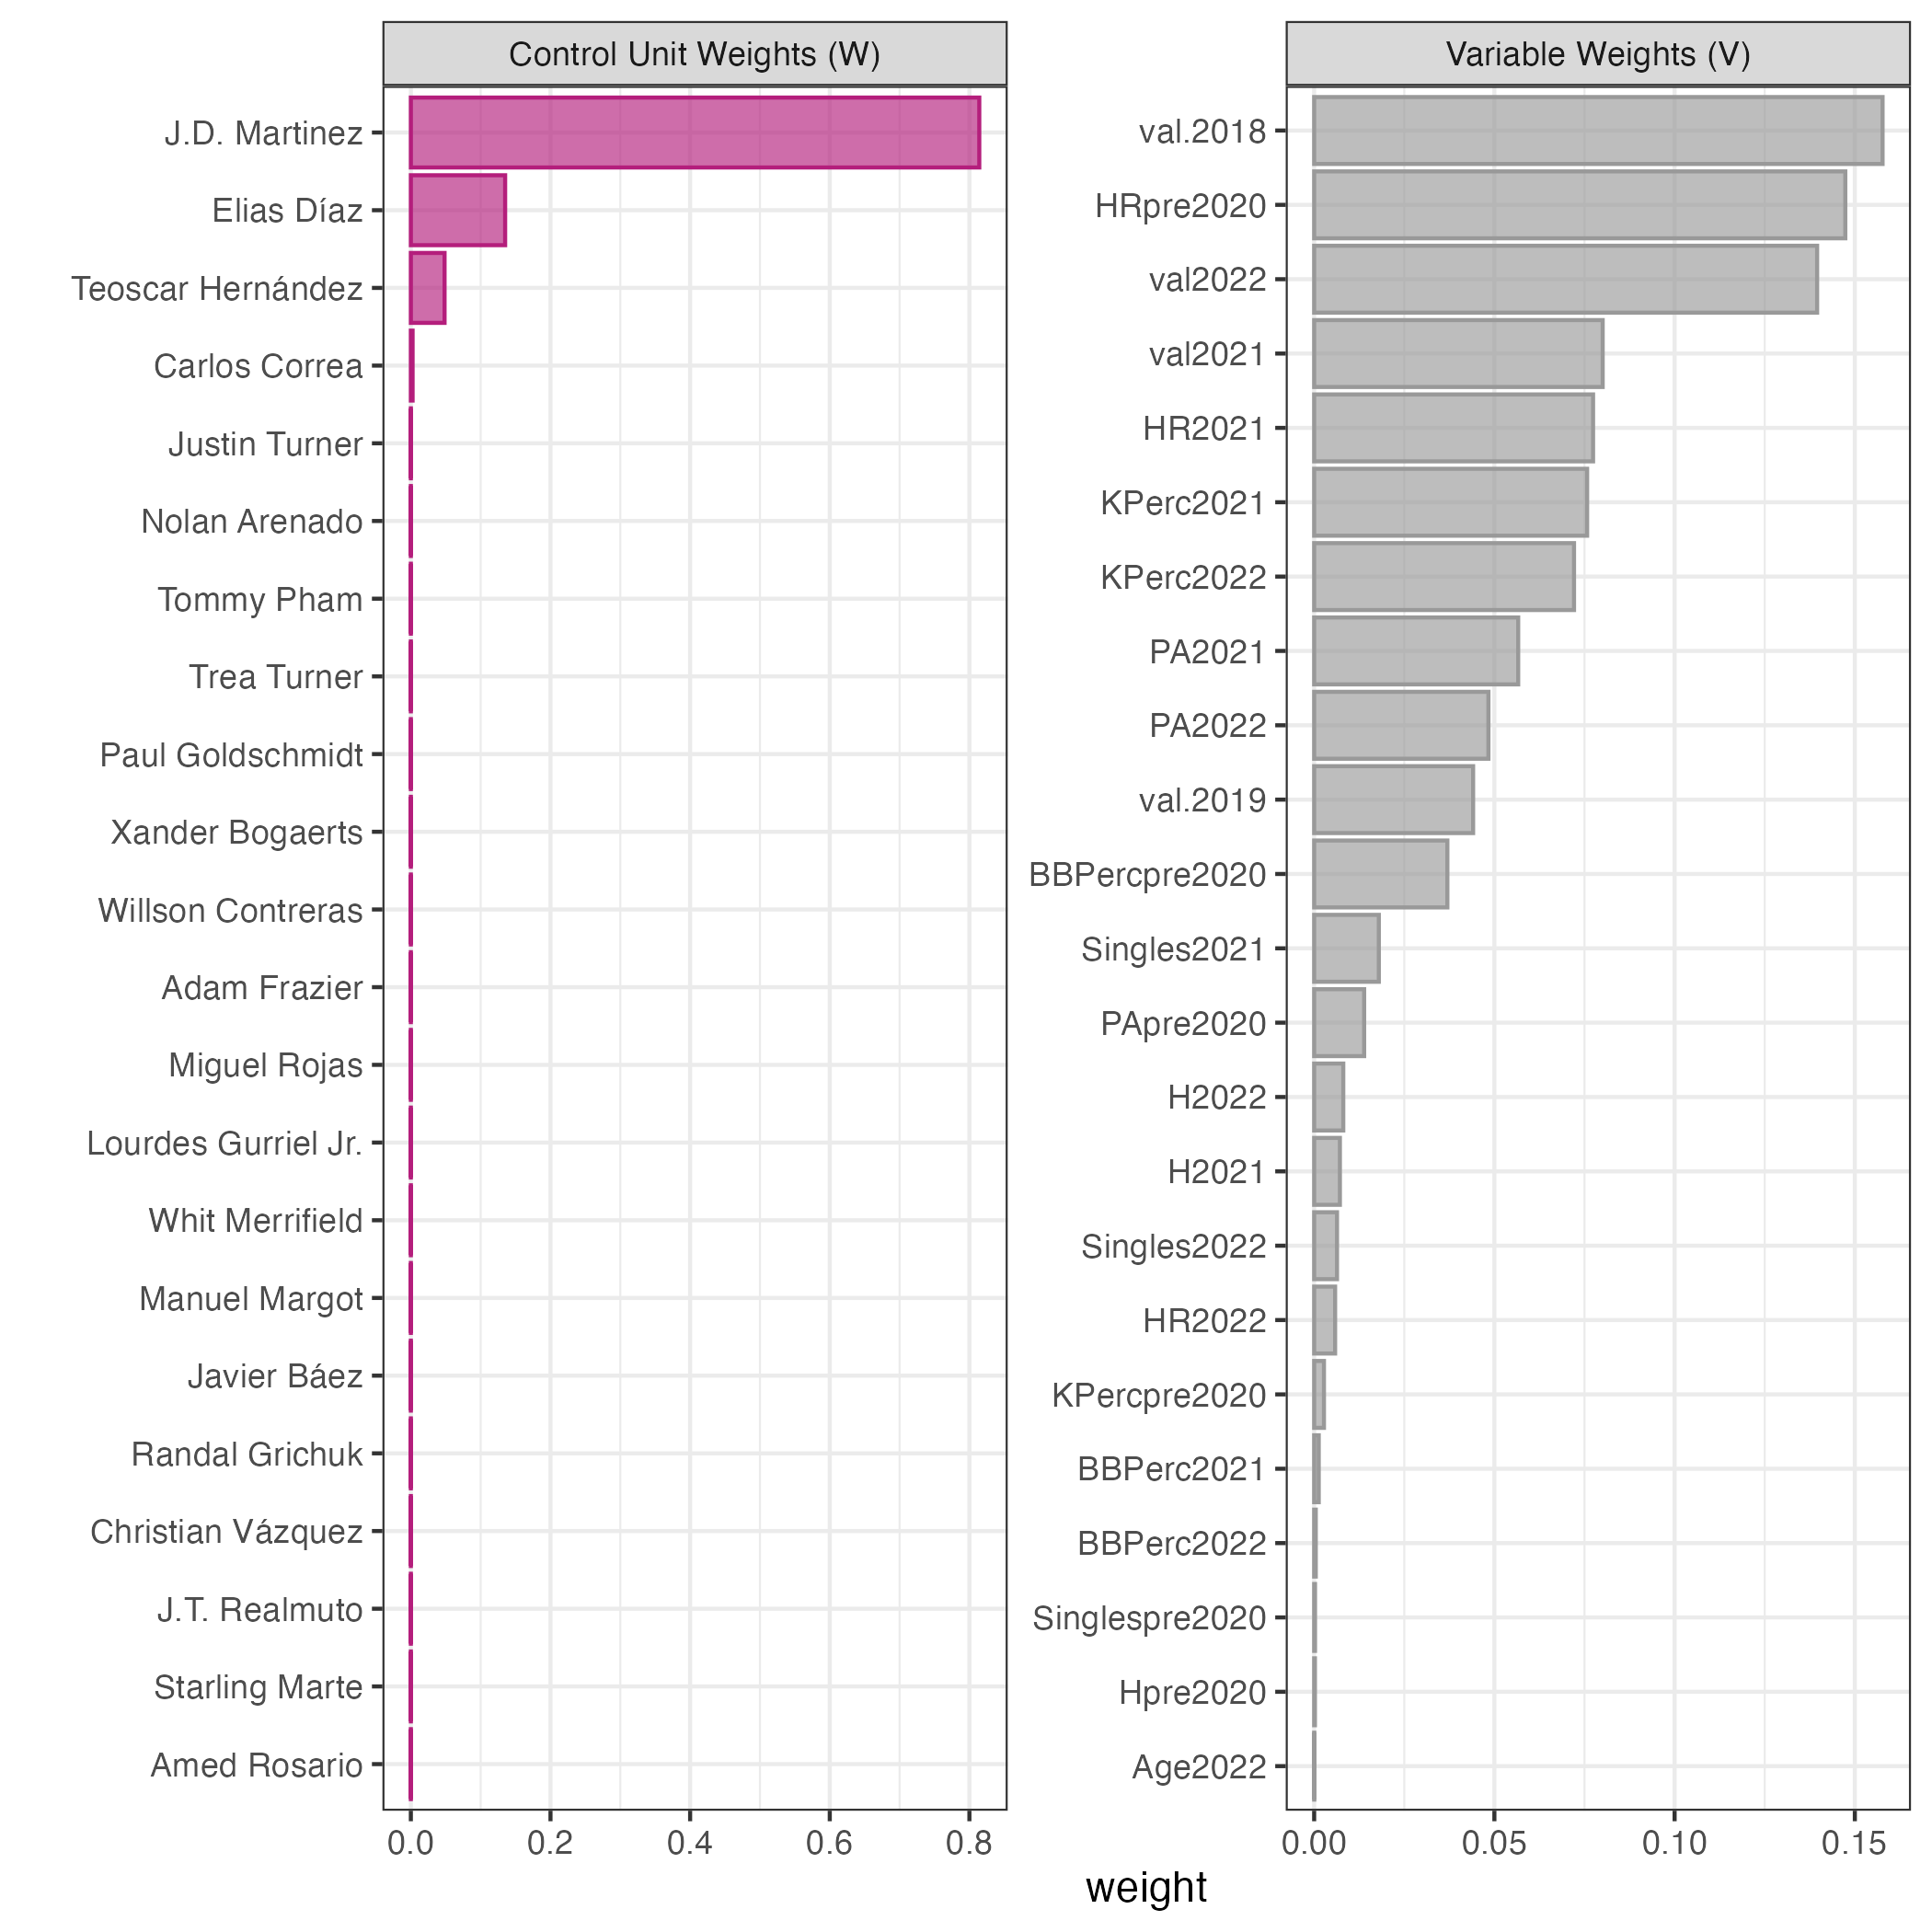 Control Unit Weights (W)
J.D. Martinez
Elias Díaz
Teoscar Hernández
Carlos Correa
Justin Turner
Nolan Arenado
Tommy Pham
Trea Turner
Paul Goldschmidt
Xander Bogaerts
Willson Contreras
Adam Frazier
Miguel Rojas
Lourdes Gurriel Jr.
Whit Merrifield
Manuel Margot
Javier Báez
Randal Grichuk
Christian Vázquez
J.T. Realmuto
Starling Marte
Amed Rosario
0.0 0.2 0.4 0.6 0.8
Variable Weights (V)
val.2018
HRpre2020
val2022
val2021
HR2021
KPerc2021
KPerc2022
PA2021
PA2022
val.2019
BBPercpre2020
Singles2021
PApre2020
H2022
H2021
Singles2022
HR2022
KPercpre2020
BBPerc2021
BBPerc2022
Singlespre2020
Hpre2020
Age2022
0.00 0.05 0.10 0.15
weight